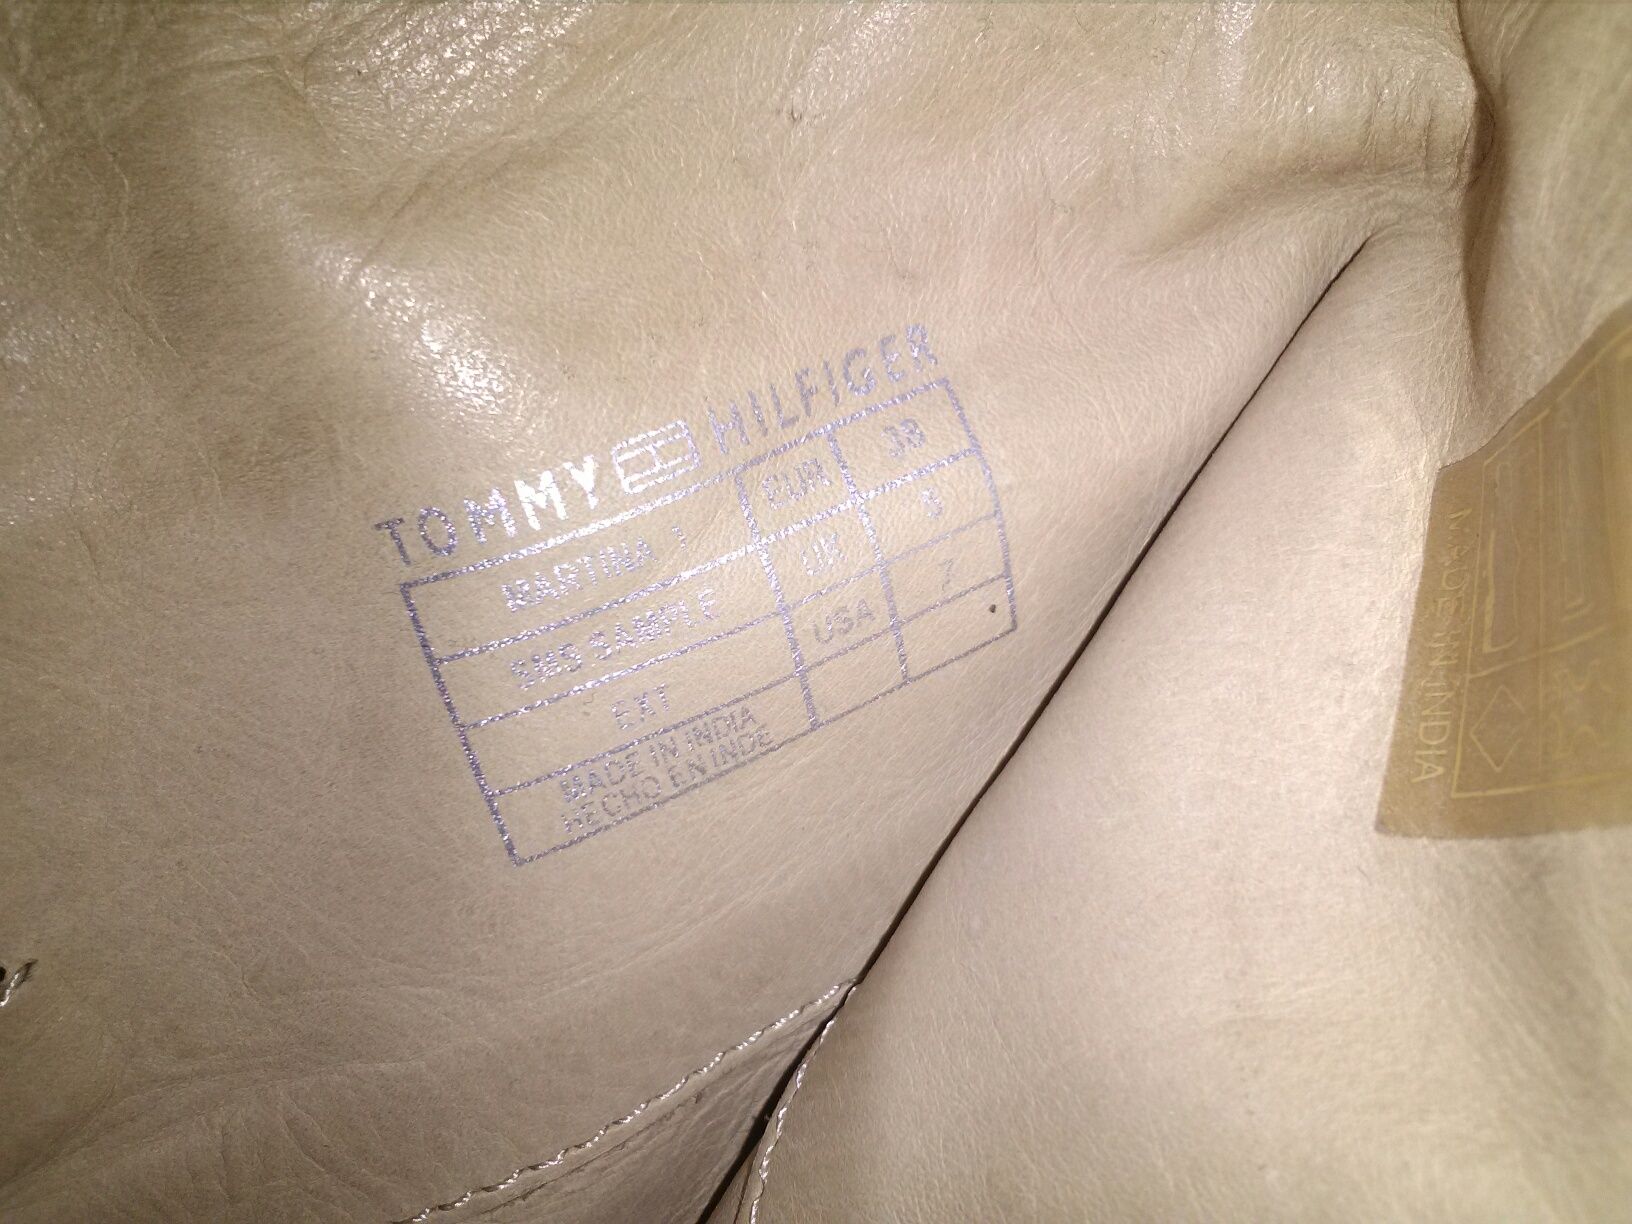 TOMMY HILFIGER
MARTINA 1 EUR 38
SMS SAMPLE UK 5
EXT USA 7
MADE IN INDIA
HECHO EN INDE
MADE IN INDIA